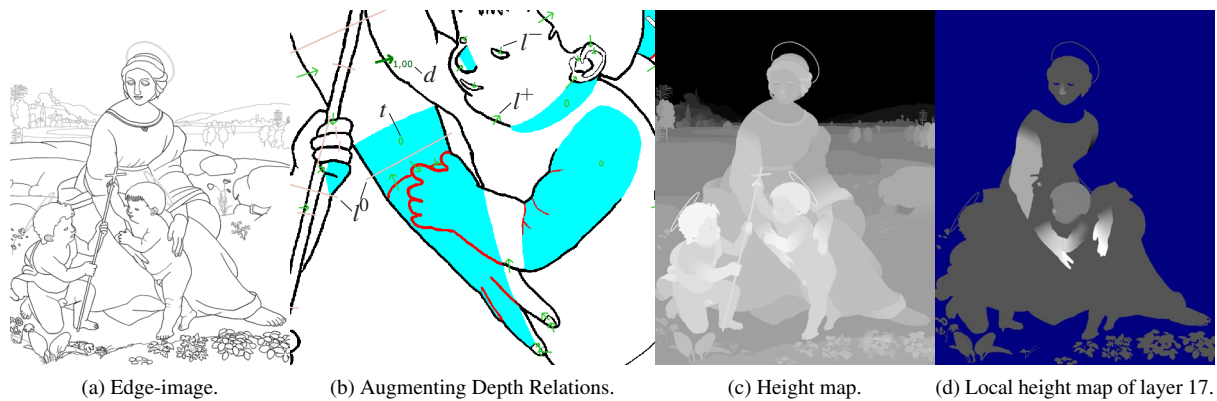 1,00
d
l⁻
l⁺
t
0
0
0
l⁰
(a) Edge-image.
(b) Augmenting Depth Relations.
(c) Height map.
(d) Local height map of layer 17.